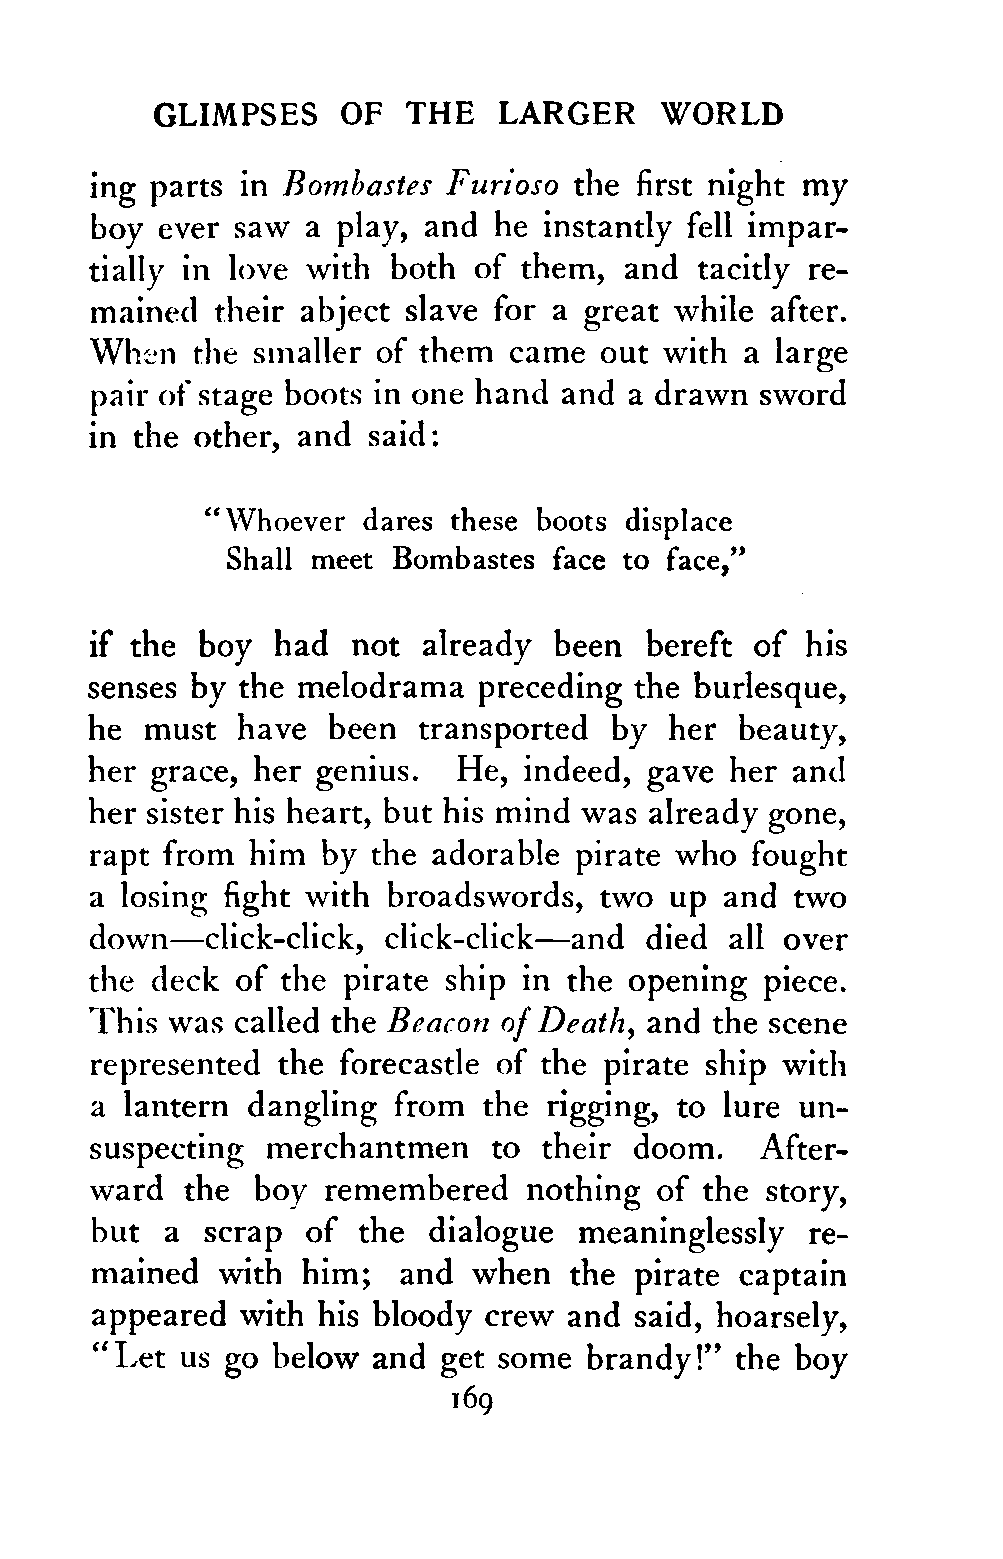 GLIMPSES OF THE LARGER WORLD
ing parts in Bombastes Furioso the first night my
boy ever saw a play, and he instantly fell impar-
tially in love with both of them, and tacitly re-
mained their abject slave for a great while after.
When the smaller of them came out with a large
pair of stage boots in one hand and a drawn sword
in the other, and said:
"Whoever dares these boots displace
Shall meet Bombastes face to face,"
if the boy had not already been bereft of his
senses by the melodrama preceding the burlesque,
he must have been transported by her beauty,
her grace, her genius. He, indeed, gave her and
her sister his heart, but his mind was already gone,
rapt from him by the adorable pirate who fought
a losing fight with broadswords, two up and two
down—click-click, click-click—and died all over
the deck of the pirate ship in the opening piece.
This was called the Beacon of Death, and the scene
represented the forecastle of the pirate ship with
a lantern dangling from the rigging, to lure un-
suspecting merchantmen to their doom. After-
ward the boy remembered nothing of the story,
but a scrap of the dialogue meaninglessly re-
mained with him; and when the pirate captain
appeared with his bloody crew and said, hoarsely,
"Let us go below and get some brandy!" the boy
169